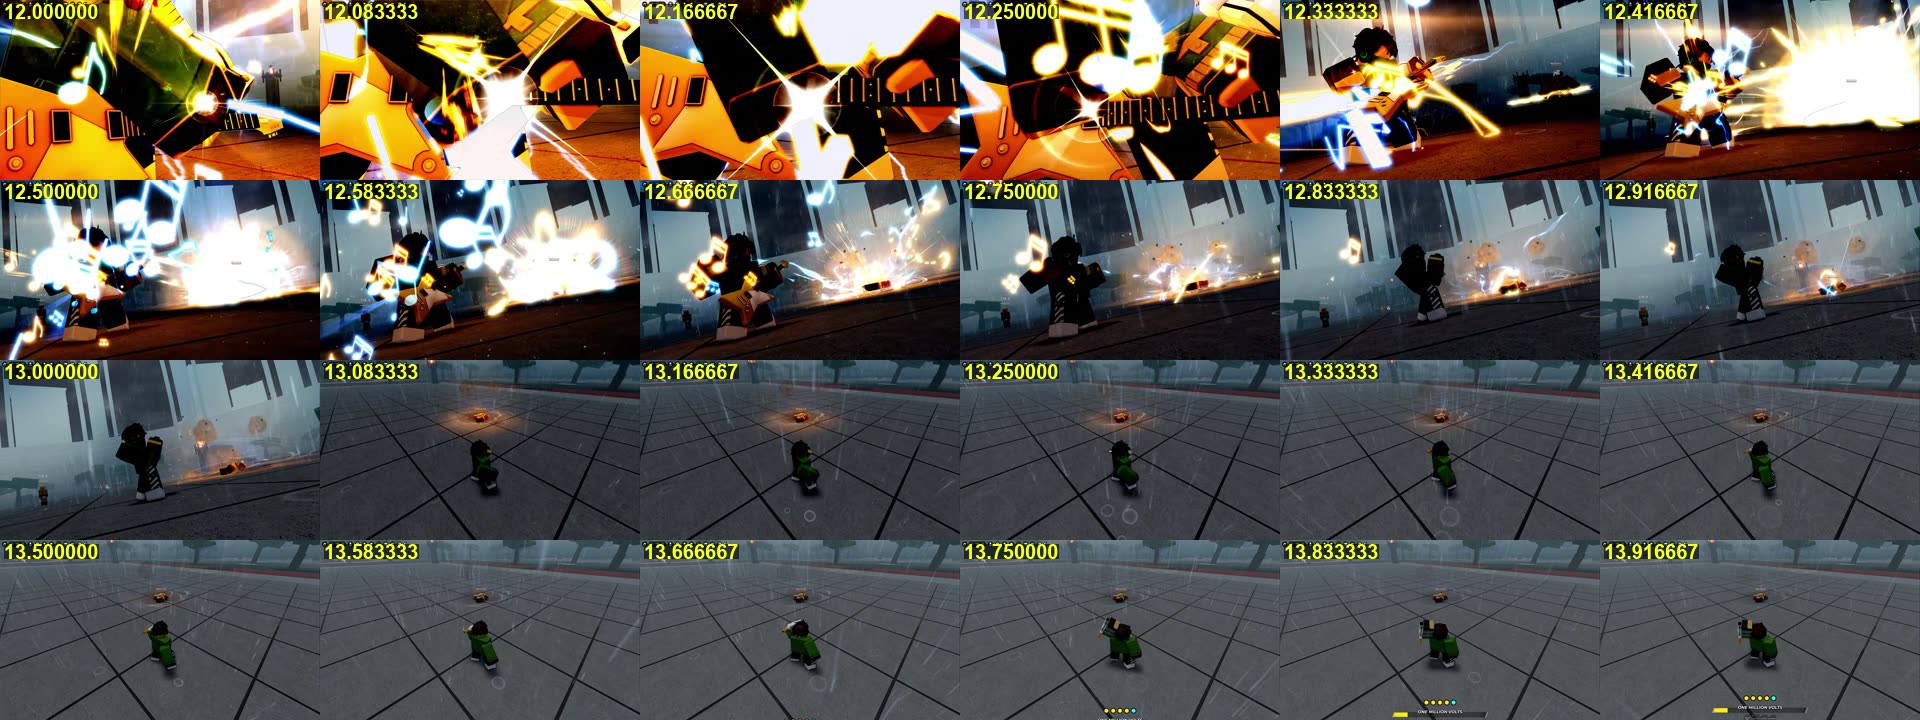 12.000000 12.083333 12.166667 12.250000 12.333333 12.416667
12.500000 12.583333 12.666667 12.750000 12.833333 12.916667
13.000000 13.083333 13.166667 13.250000 13.333333 13.416667
13.500000 13.583333 13.666667 13.750000 13.833333 13.916667
ONE MILLION VOLTS
ONE MILLION VOLTS